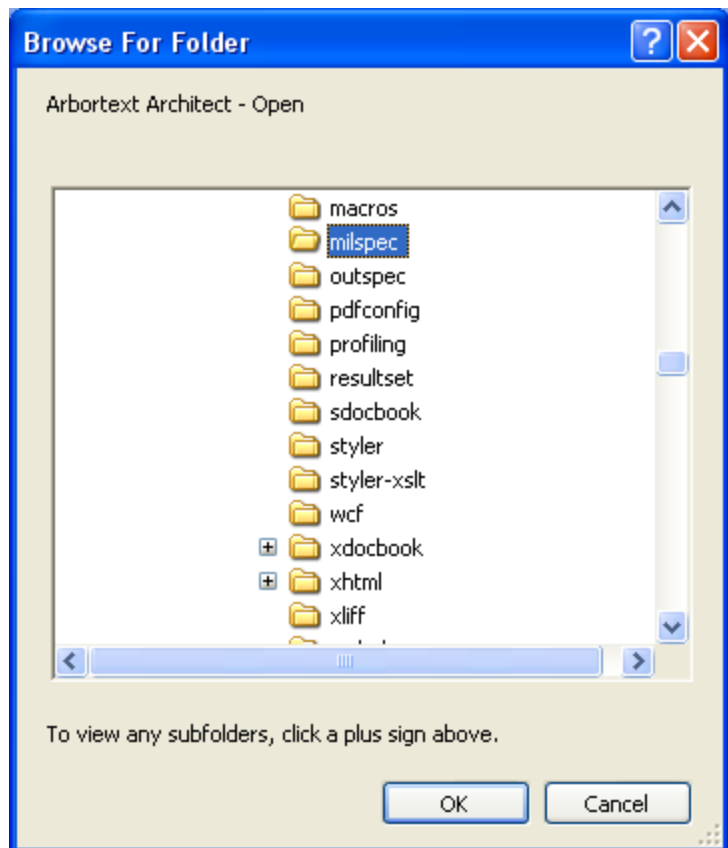 Browse For Folder
Arbortext Architect - Open
macros
milspec
outspec
pdfconfig
profiling
resultset
sdocbook
styler
styler-xslt
wcf
xdocbook
xhtml
xliff
To view any subfolders, click a plus sign above.
OK Cancel